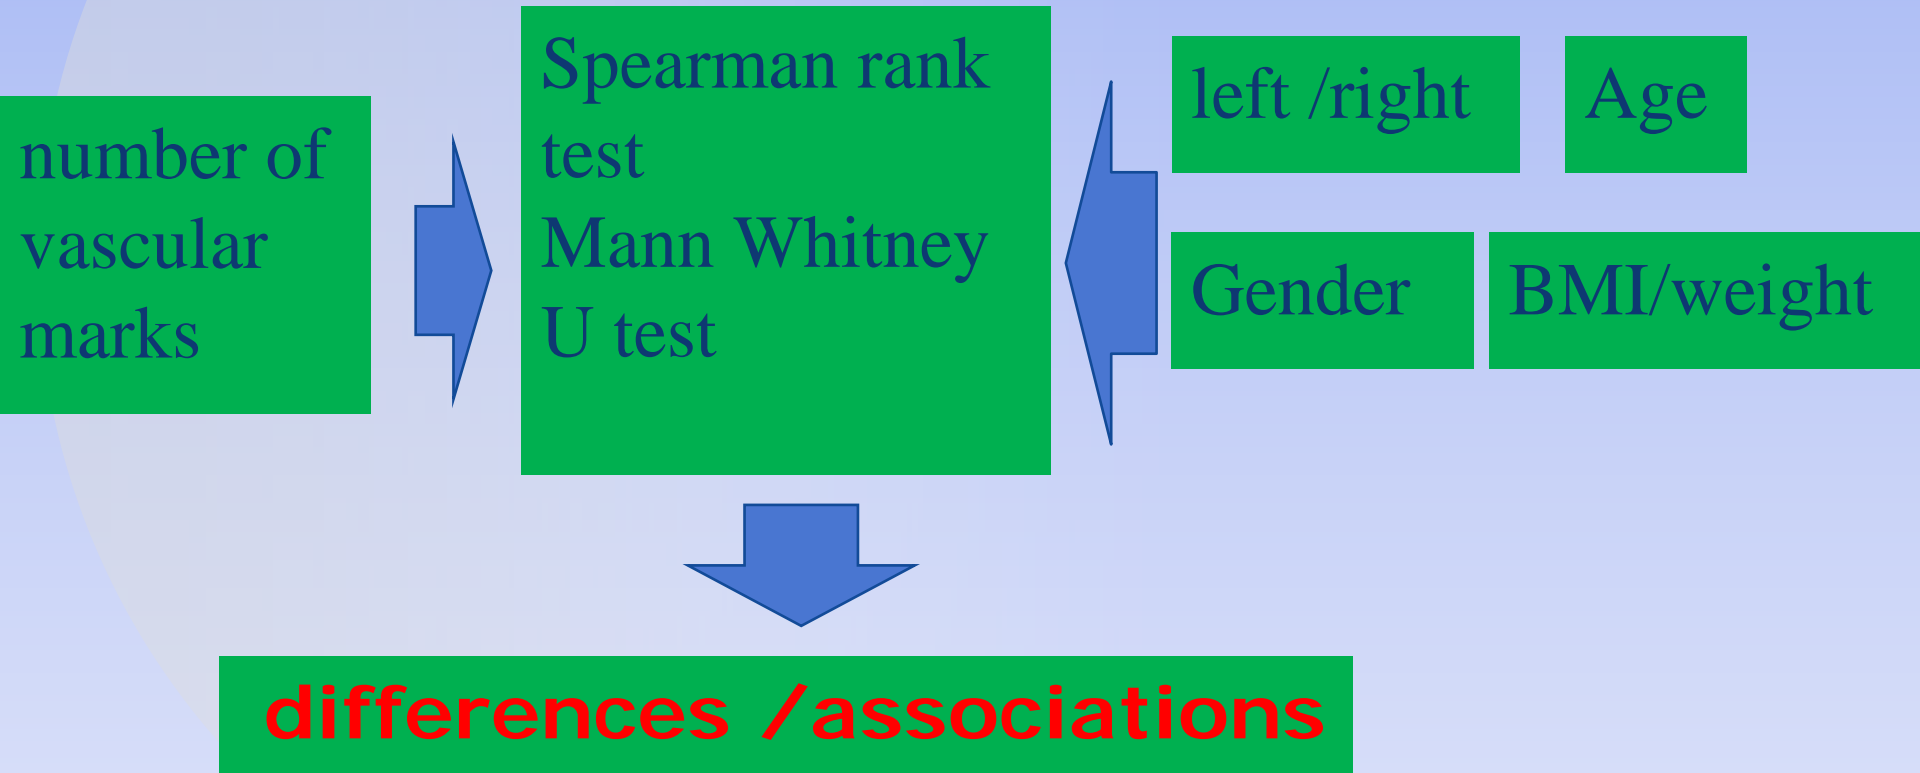 number of
vascular
marks
Spearman rank
test
Mann Whitney
U test
left /right
Age
Gender
BMI/weight
differences /associations